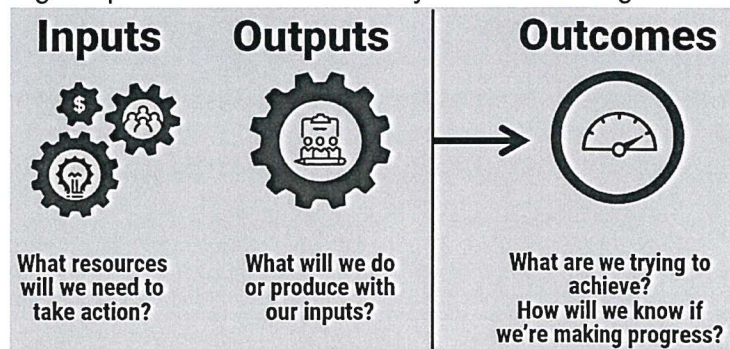 Inputs
Outputs
Outcomes
$
What resources
will we need to
take action?
What will we do
or produce with
our inputs?
What are we trying to
achieve?
How will we know if
we're making progress?